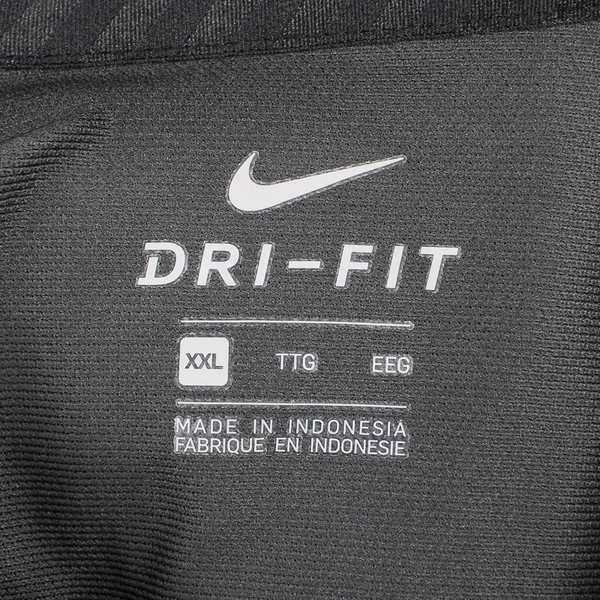 DRI-FIT
XXL TTG EEG
MADE IN INDONESIA
FABRIQUE EN INDONESIE